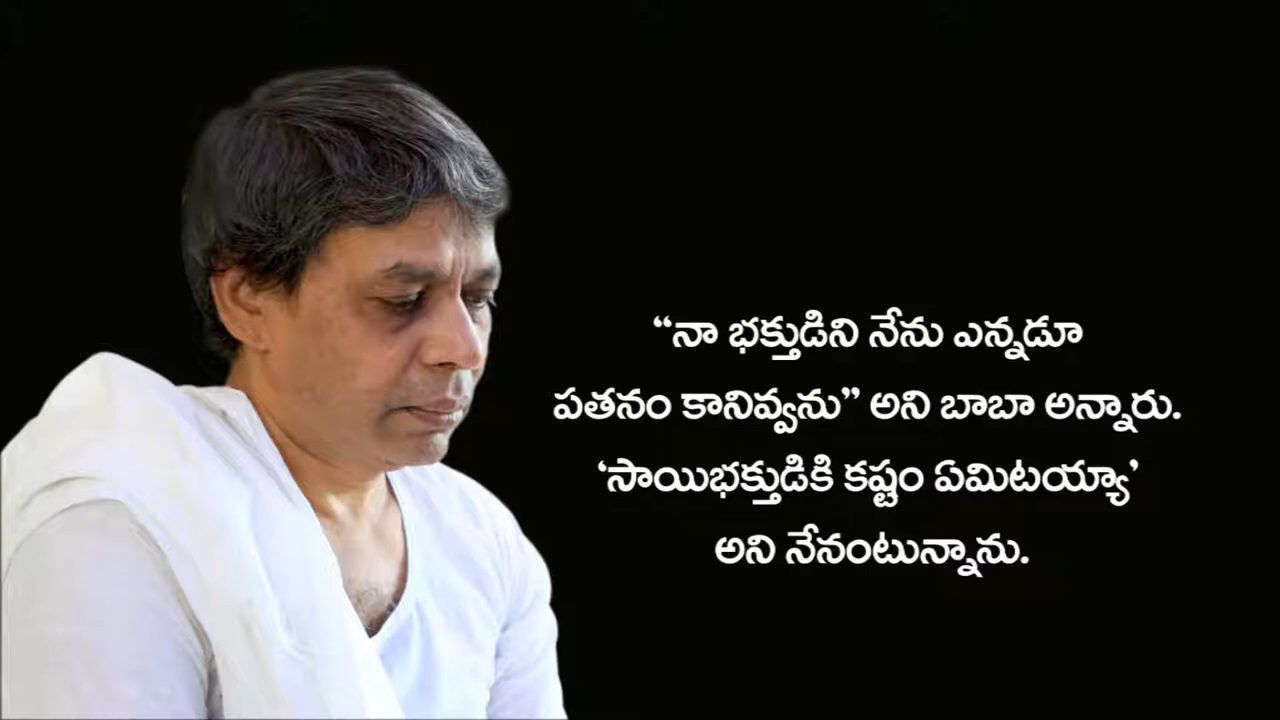 “నా భక్తుడిని నేను ఎన్నడూ
పతనం కానివ్వను” అని బాబా అన్నారు.
‘సాయిభక్తుడికి కష్టం ఏమిటయ్యా’
అని నేనంటున్నాను.